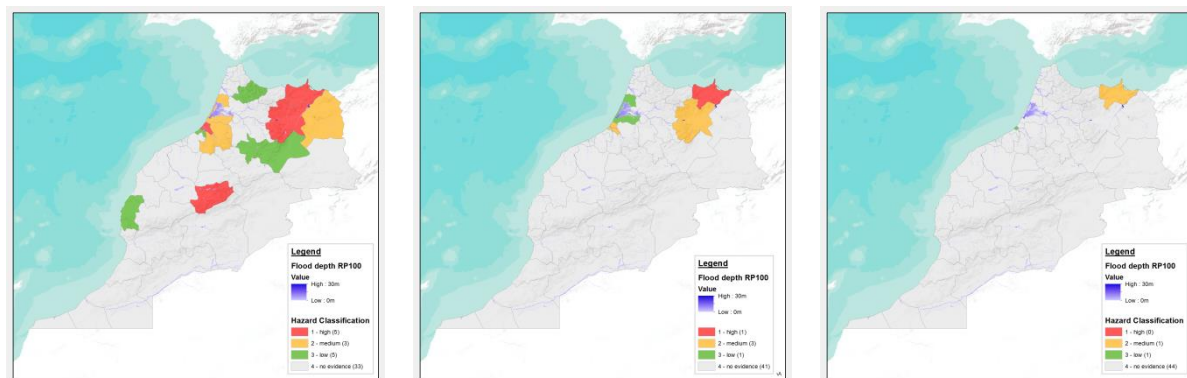 Legend
Flood depth RP100
Value
High : 30m
Low : 0m
Hazard Classification
1 - high (5)
2 - medium (3)
3 - low (5)
4 - no evidence (33)
Legend
Flood depth RP100
Value
High : 30m
Low : 0m
1 - high (1)
2 - medium (3)
3 - low (1)
4 - no evidence (41)
Legend
Flood depth RP100
Value
High : 30m
Low : 0m
Hazard Classification
1 - high (0)
2 - medium (1)
3 - low (1)
4 - no evidence (44)